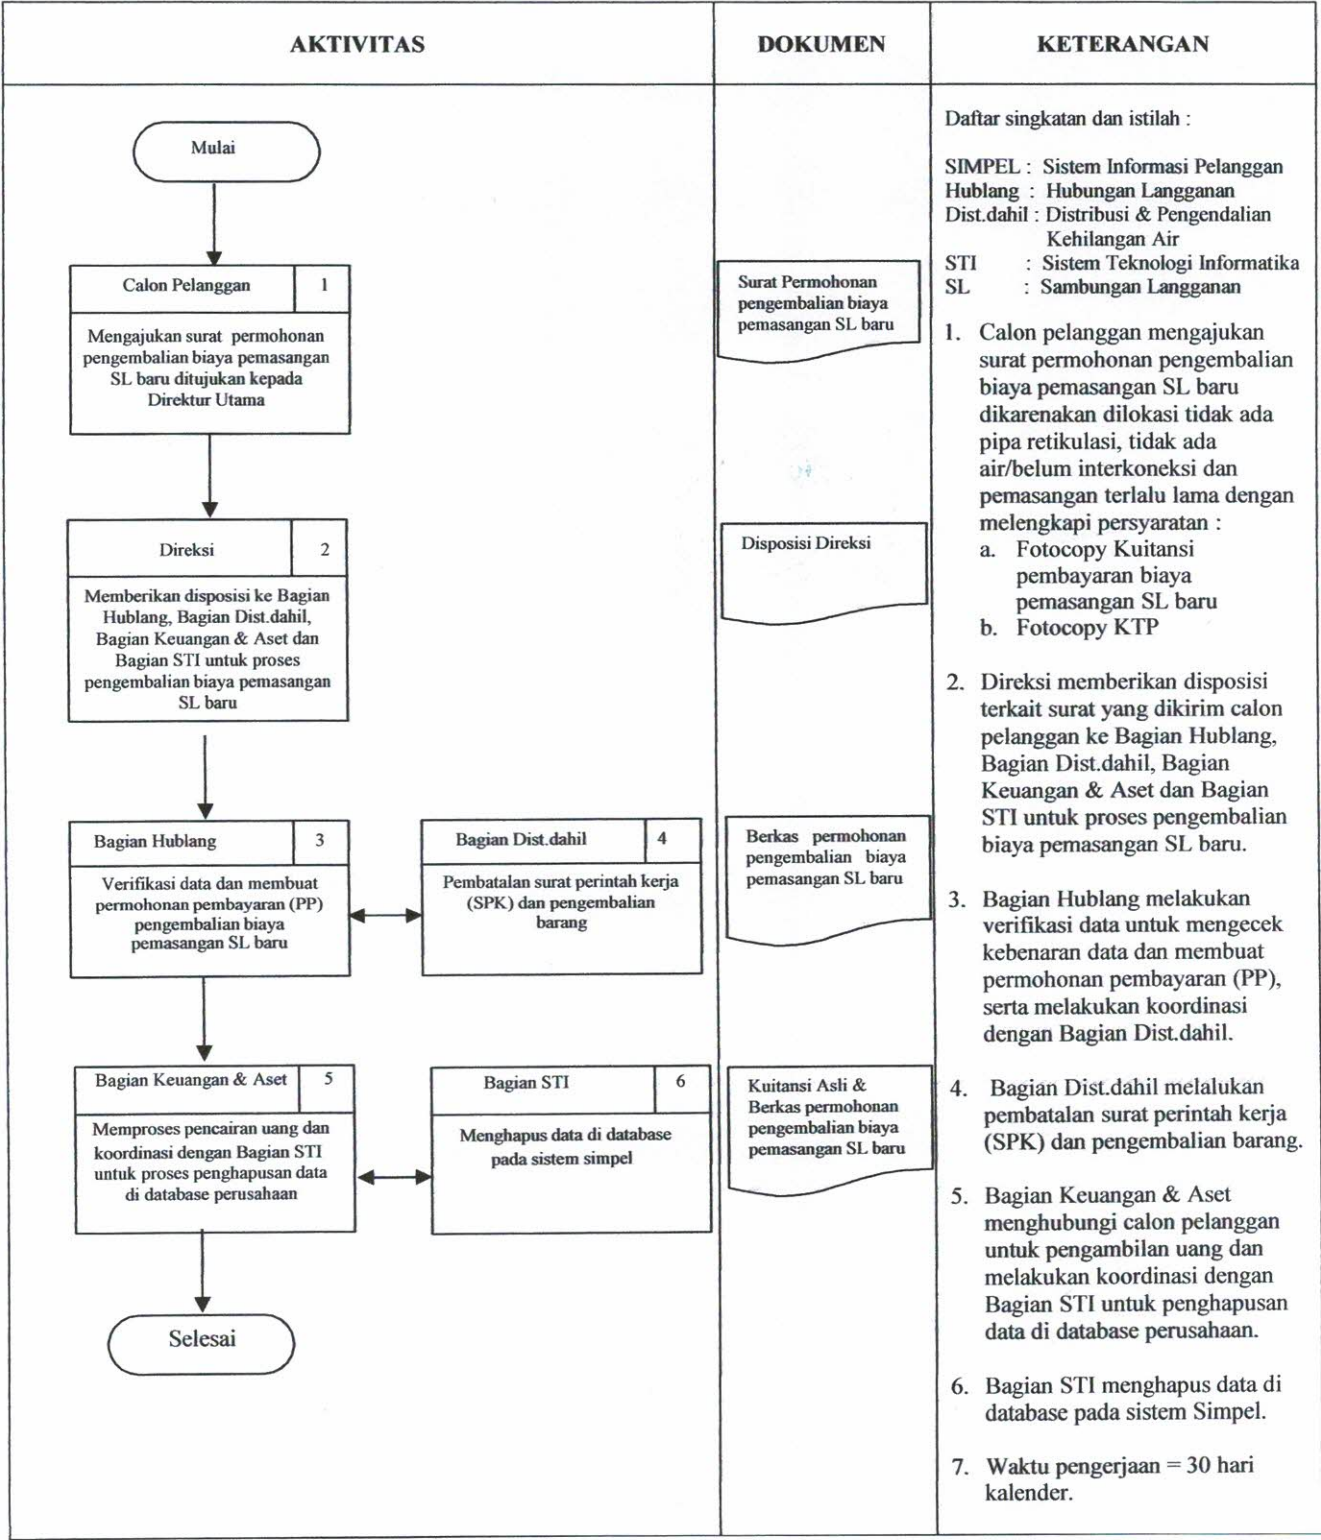 AKTIVITAS
DOKUMEN
KETERANGAN
Mulai
Calon Pelanggan
1
Mengajukan surat permohonan
pengembalian biaya pemasangan
SL baru ditujukan kepada
Direktur Utama
Direksi
2
Memberikan disposisi ke Bagian
Hublang, Bagian Dist.dahil,
Bagian Keuangan & Aset dan
Bagian STI untuk proses
pengembalian biaya pemasangan
SL baru
Bagian Hublang
3
Verifikasi data dan membuat
permohonan pembayaran (PP)
pengembalian biaya
pemasangan SL baru
Bagian Dist.dahil
4
Pembatalan surat perintah kerja
(SPK) dan pengembalian
barang
Bagian Keuangan & Aset
5
Memproses pencairan uang dan
koordinasi dengan Bagian STI
untuk proses penghapusan data
di database perusahaan
Bagian STI
6
Menghapus data di database
pada sistem simpel
Selesai
Surat Permohonan
pengembalian biaya
pemasangan SL baru
Disposisi Direksi
Berkas permohonan
pengembalian biaya
pemasangan SL baru
Kuitansi Asli &
Berkas permohonan
pengembalian biaya
pemasangan SL baru
Daftar singkatan dan istilah :
SIMPEL : Sistem Informasi Pelanggan
Hublang : Hubungan Langganan
Dist.dahil : Distribusi & Pengendalian
Kehilangan Air
STI : Sistem Teknologi Informatika
SL : Sambungan Langganan
1. Calon pelanggan mengajukan
surat permohonan pengembalian
biaya pemasangan SL baru
dikarenakan dilokasi tidak ada
pipa retikulasi, tidak ada
air/belum interkoneksi dan
pemasangan terlalu lama dengan
melengkapi persyaratan :
a. Fotocopy Kuitansi
pembayaran biaya
pemasangan SL baru
b. Fotocopy KTP
2. Direksi memberikan disposisi
terkait surat yang dikirim calon
pelanggan ke Bagian Hublang,
Bagian Dist.dahil, Bagian
Keuangan & Aset dan Bagian
STI untuk proses pengembalian
biaya pemasangan SL baru.
3. Bagian Hublang melakukan
verifikasi data untuk mengecek
kebenaran data dan membuat
permohonan pembayaran (PP),
serta melakukan koordinasi
dengan Bagian Dist.dahil.
4. Bagian Dist.dahil melalukan
pembatalan surat perintah kerja
(SPK) dan pengembalian barang.
5. Bagian Keuangan & Aset
menghubungi calon pelanggan
untuk pengambilan uang dan
melakukan koordinasi dengan
Bagian STI untuk penghapusan
data di database perusahaan.
6. Bagian STI menghapus data di
database pada sistem Simpel.
7. Waktu pengerjaan = 30 hari
kalender.